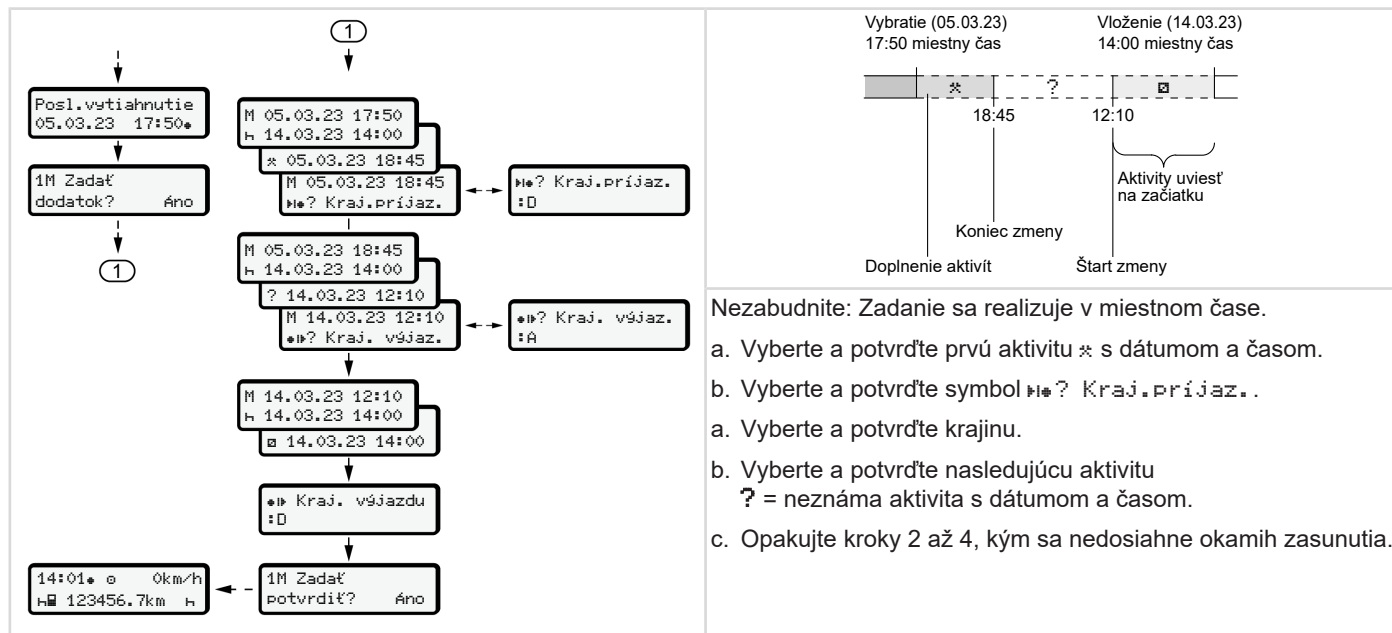 1
Posl.vytiahnutie
05.03.23 17:50
1M Zadať
dodatok? Áno
1
M 05.03.23 17:50
14.03.23 14:00
05.03.23 18:45
M 05.03.23 18:45
? Kraj.príjaz.
? Kraj.príjaz.
:D
M 05.03.23 18:45
14.03.23 14:00
? 14.03.23 12:10
M 14.03.23 12:10
? Kraj. výjaz.
? Kraj. výjaz.
:A
M 14.03.23 12:10
14.03.23 14:00
14.03.23 14:00
Kraj. výjazdu
:D
1M Zadať
potvrdiť? Áno
14:01 0km/h
123456.7km
Vybratie (05.03.23)
17:50 miestny čas
Vloženie (14.03.23)
14:00 miestny čas
?
18:45
12:10
Aktivity uviesť
na začiatku
Koniec zmeny
Doplnenie aktivít
Štart zmeny
Nezabudnite: Zadanie sa realizuje v miestnom čase.
a. Vyberte a potvrďte prvú aktivitu s dátumom a časom.
b. Vyberte a potvrďte symbol ? Kraj.príjaz..
a. Vyberte a potvrďte krajinu.
b. Vyberte a potvrďte nasledujúcu aktivitu
? = neznáma aktivita s dátumom a časom.
c. Opakujte kroky 2 až 4, kým sa nedosiahne okamih zasunutia.